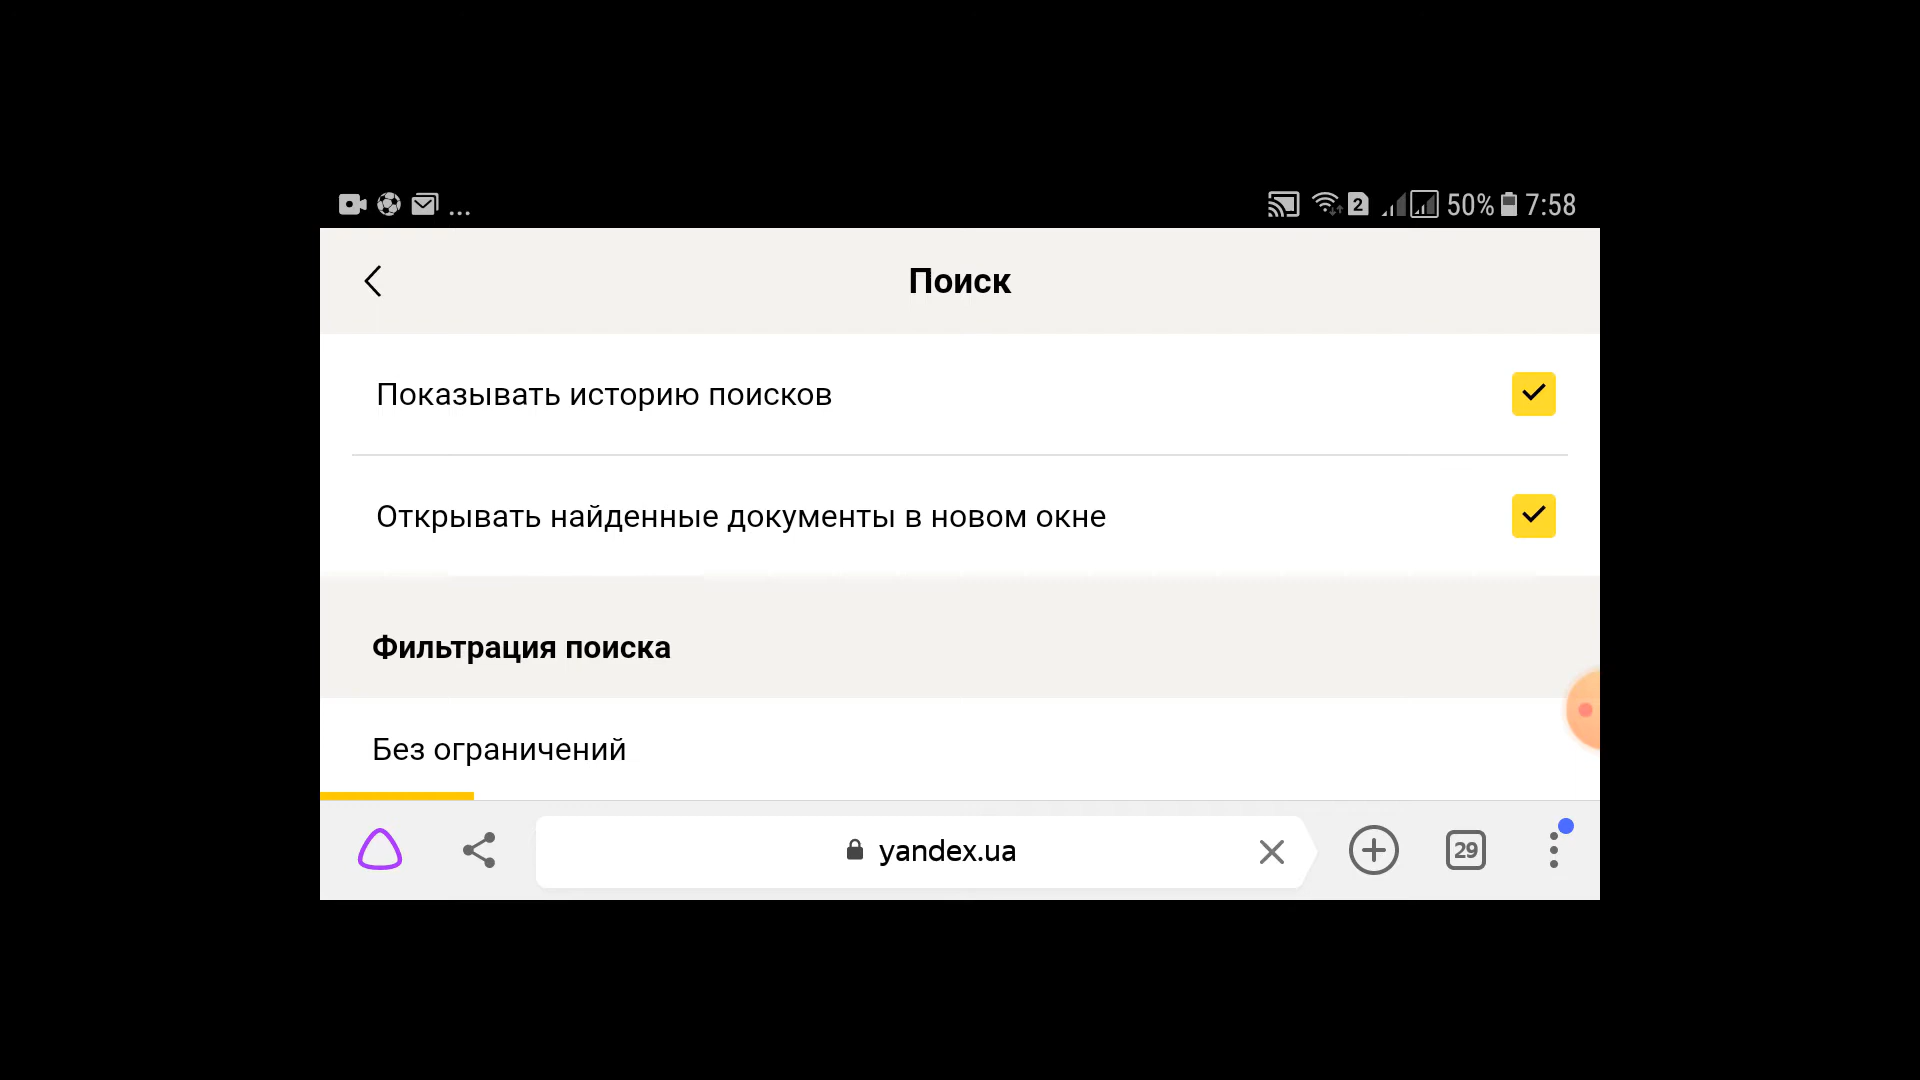 ... 2 50% 7:58
Поиск
Показывать историю поисков
Открывать найденные документы в новом окне
Фильтрация поиска
Без ограничений
yandex.ua 29